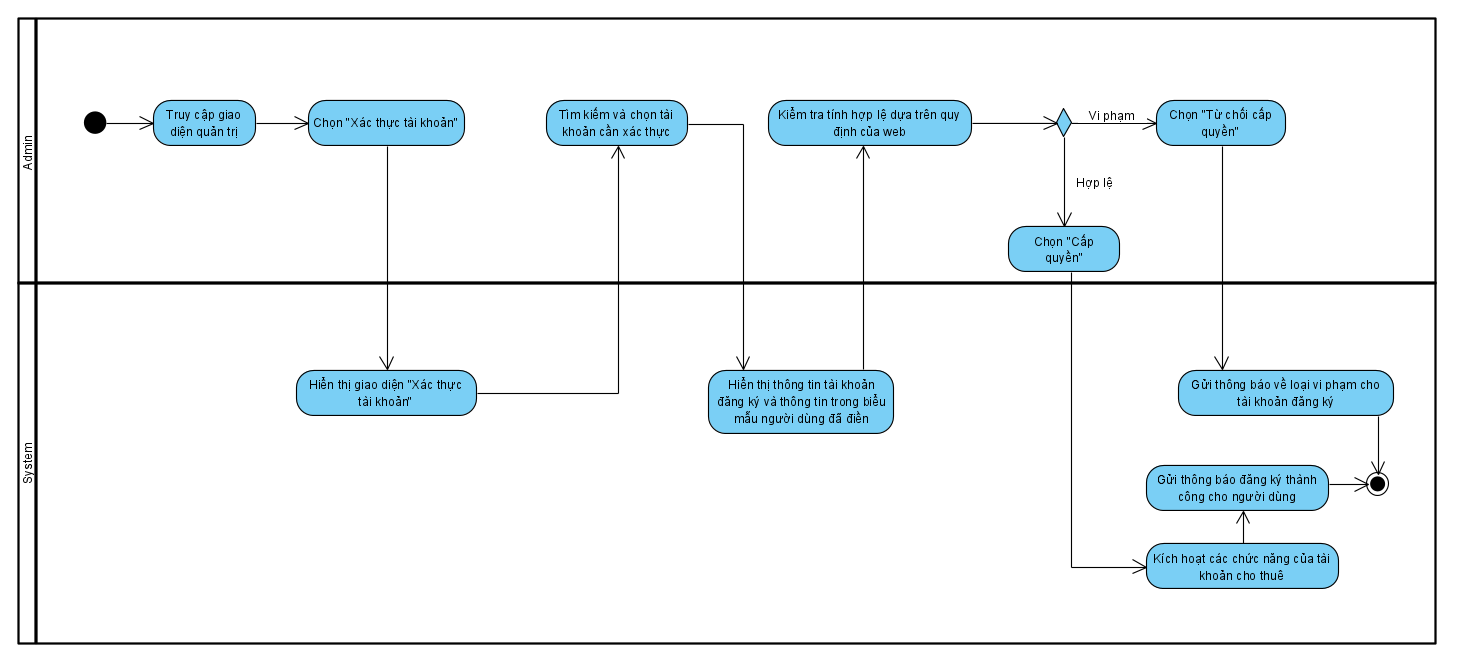 Admin
Truy cập giao
diện quản trị
Chọn "Xác thực tài khoản"
Tìm kiếm và chọn tài
khoản cần xác thực
Kiểm tra tính hợp lệ dựa trên quy
định của web
Vi phạm
Chọn "Từ chối cấp
quyền"
Hợp lệ
Chọn "Cấp
quyền"
System
Hiển thị giao diện "Xác thực
tài khoản"
Hiển thị thông tin tài khoản
đăng ký và thông tin trong biểu
mẫu người dùng đã điền
Gửi thông báo về loại vi phạm cho
tài khoản đăng ký
Gửi thông báo đăng ký thành
công cho người dùng
Kích hoạt các chức năng của tài
khoản cho thuê